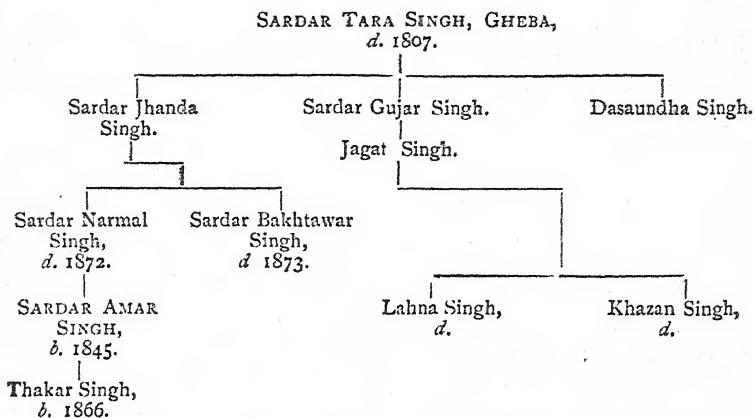 SARDAR TARA SINGH, GHEBA,
d. 1807.
Sardar Jhanda
Singh.
Sardar Gujar Singh.
Dasaundha Singh.
Jagat Singh.
Sardar Narmal
Singh,
d. 1872.
Sardar Bakhtawar
Singh,
d 1873.
SARDAR AMAR
SINGH,
b. 1845.
Lahna Singh,
d.
Khazan Singh,
d.
Thakar Singh,
b. 1866.